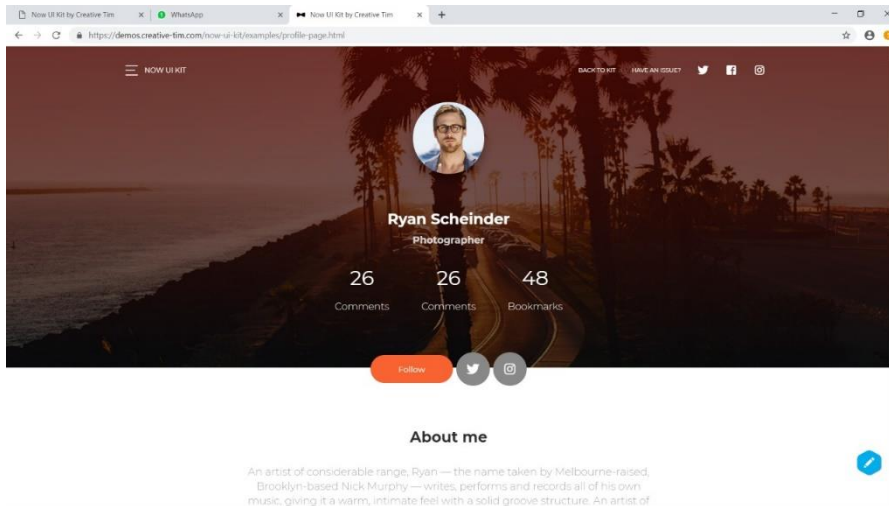 Now UI Kit by Creative Tim
WhatsApp
Now UI Kit by Creative Tim
https://demos.creative-tim.com/now-ui-kit/examples/profile-page.html
NOW UI KIT
BACK TO KIT
HAVE AN ISSUE?
Ryan Scheinder
Photographer
26 26 48
Comments Comments Bookmarks
Follow
About me
An artist of considerable range, Ryan — the name taken by Melbourne-raised,
Brooklyn-based Nick Murphy — writes, performs and records all of his own
music, giving it a warm, intimate feel with a solid groove structure. An artist of